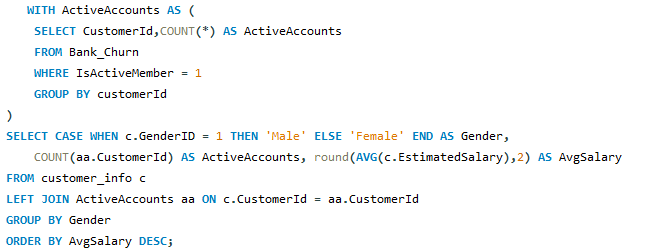 WITH ActiveAccounts AS (
SELECT CustomerId,COUNT(*) AS ActiveAccounts
FROM Bank_Churn
WHERE IsActiveMember = 1
GROUP BY customerId
)
SELECT CASE WHEN c.GenderID = 1 THEN 'Male' ELSE 'Female' END AS Gender,
COUNT(aa.CustomerId) AS ActiveAccounts, round(AVG(c.EstimatedSalary),2) AS AvgSalary
FROM customer_info c
LEFT JOIN ActiveAccounts aa ON c.CustomerId = aa.CustomerId
GROUP BY Gender
ORDER BY AvgSalary DESC;